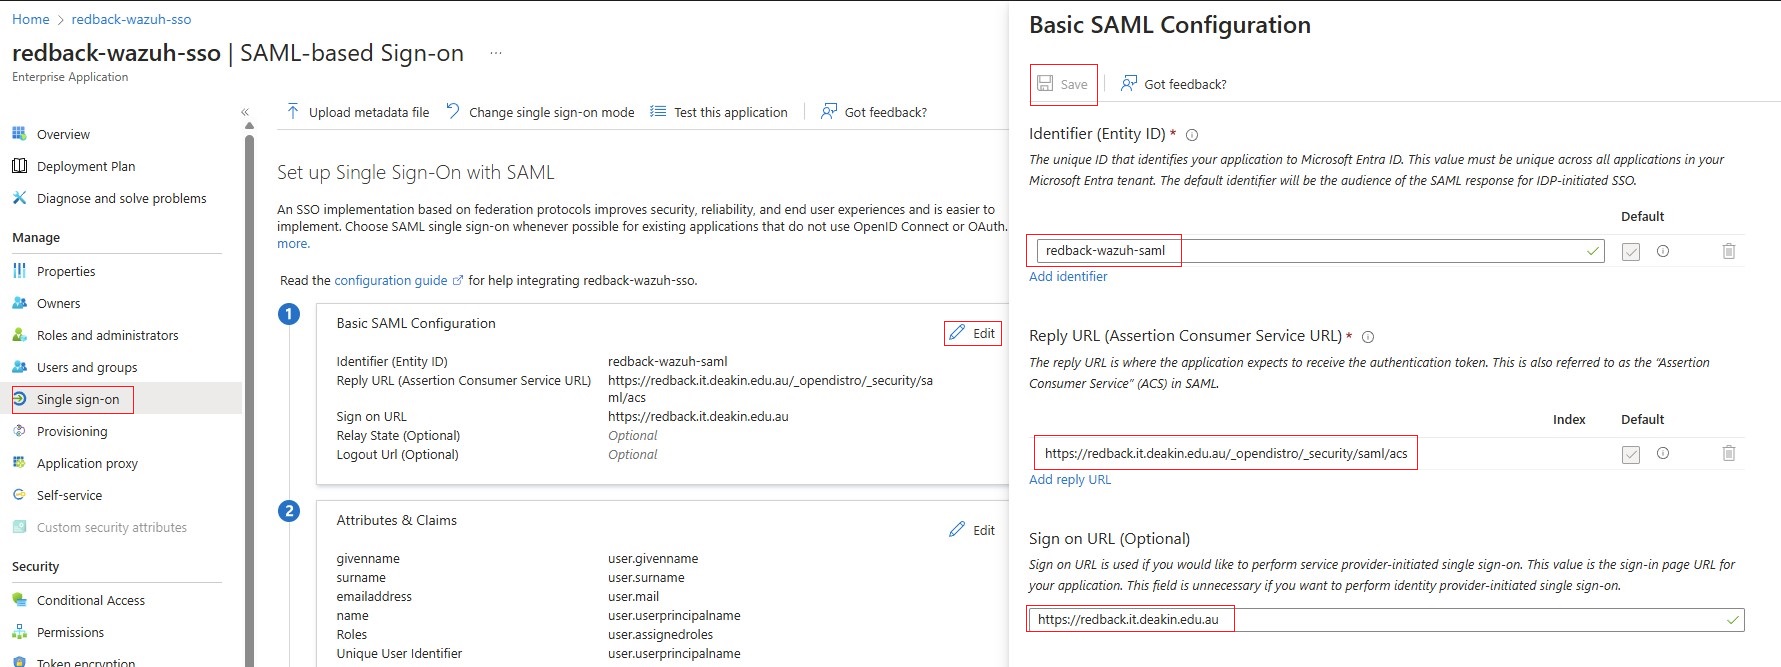 Home > redback-wazuh-sso
redback-wazuh-sso | SAML-based Sign-on ...
Enterprise Application
«
Overview
Deployment Plan
Diagnose and solve problems
Manage
Properties
Owners
Roles and administrators
Users and groups
Single sign-on
Provisioning
Application proxy
Self-service
Custom security attributes
Security
Conditional Access
Permissions
Token encryption
Upload metadata file Change single sign-on mode Test this application Got feedback?
Set up Single Sign-On with SAML
An SSO implementation based on federation protocols improves security, reliability, and end user experiences and is easier to
implement. Choose SAML single sign-on whenever possible for existing applications that do not use OpenID Connect or OAuth.
more.
Read the configuration guide for help integrating redback-wazuh-sso.
1
Basic SAML Configuration
Edit
Identifier (Entity ID) redback-wazuh-saml
Reply URL (Assertion Consumer Service URL) https://redback.it.deakin.edu.au/_opendistro/_security/sa
ml/acs
Sign on URL https://redback.it.deakin.edu.au
Relay State (Optional) Optional
Logout Url (Optional) Optional
2
Attributes & Claims
Edit
givenname user.givenname
surname user.surname
emailaddress user.mail
name user.userprincipalname
Roles user.assignedroles
Unique User Identifier user.userprincipalname
Basic SAML Configuration
Save Got feedback?
Identifier (Entity ID) *
The unique ID that identifies your application to Microsoft Entra ID. This value must be unique across all applications in your
Microsoft Entra tenant. The default identifier will be the audience of the SAML response for IDP-initiated SSO.
Default
redback-wazuh-saml
Add identifier
Reply URL (Assertion Consumer Service URL) *
The reply URL is where the application expects to receive the authentication token. This is also referred to as the “Assertion
Consumer Service” (ACS) in SAML.
Index Default
https://redback.it.deakin.edu.au/_opendistro/_security/saml/acs
Add reply URL
Sign on URL (Optional)
Sign on URL is used if you would like to perform service provider-initiated single sign-on. This value is the sign-in page URL for
your application. This field is unnecessary if you want to perform identity provider-initiated single sign-on.
https://redback.it.deakin.edu.au